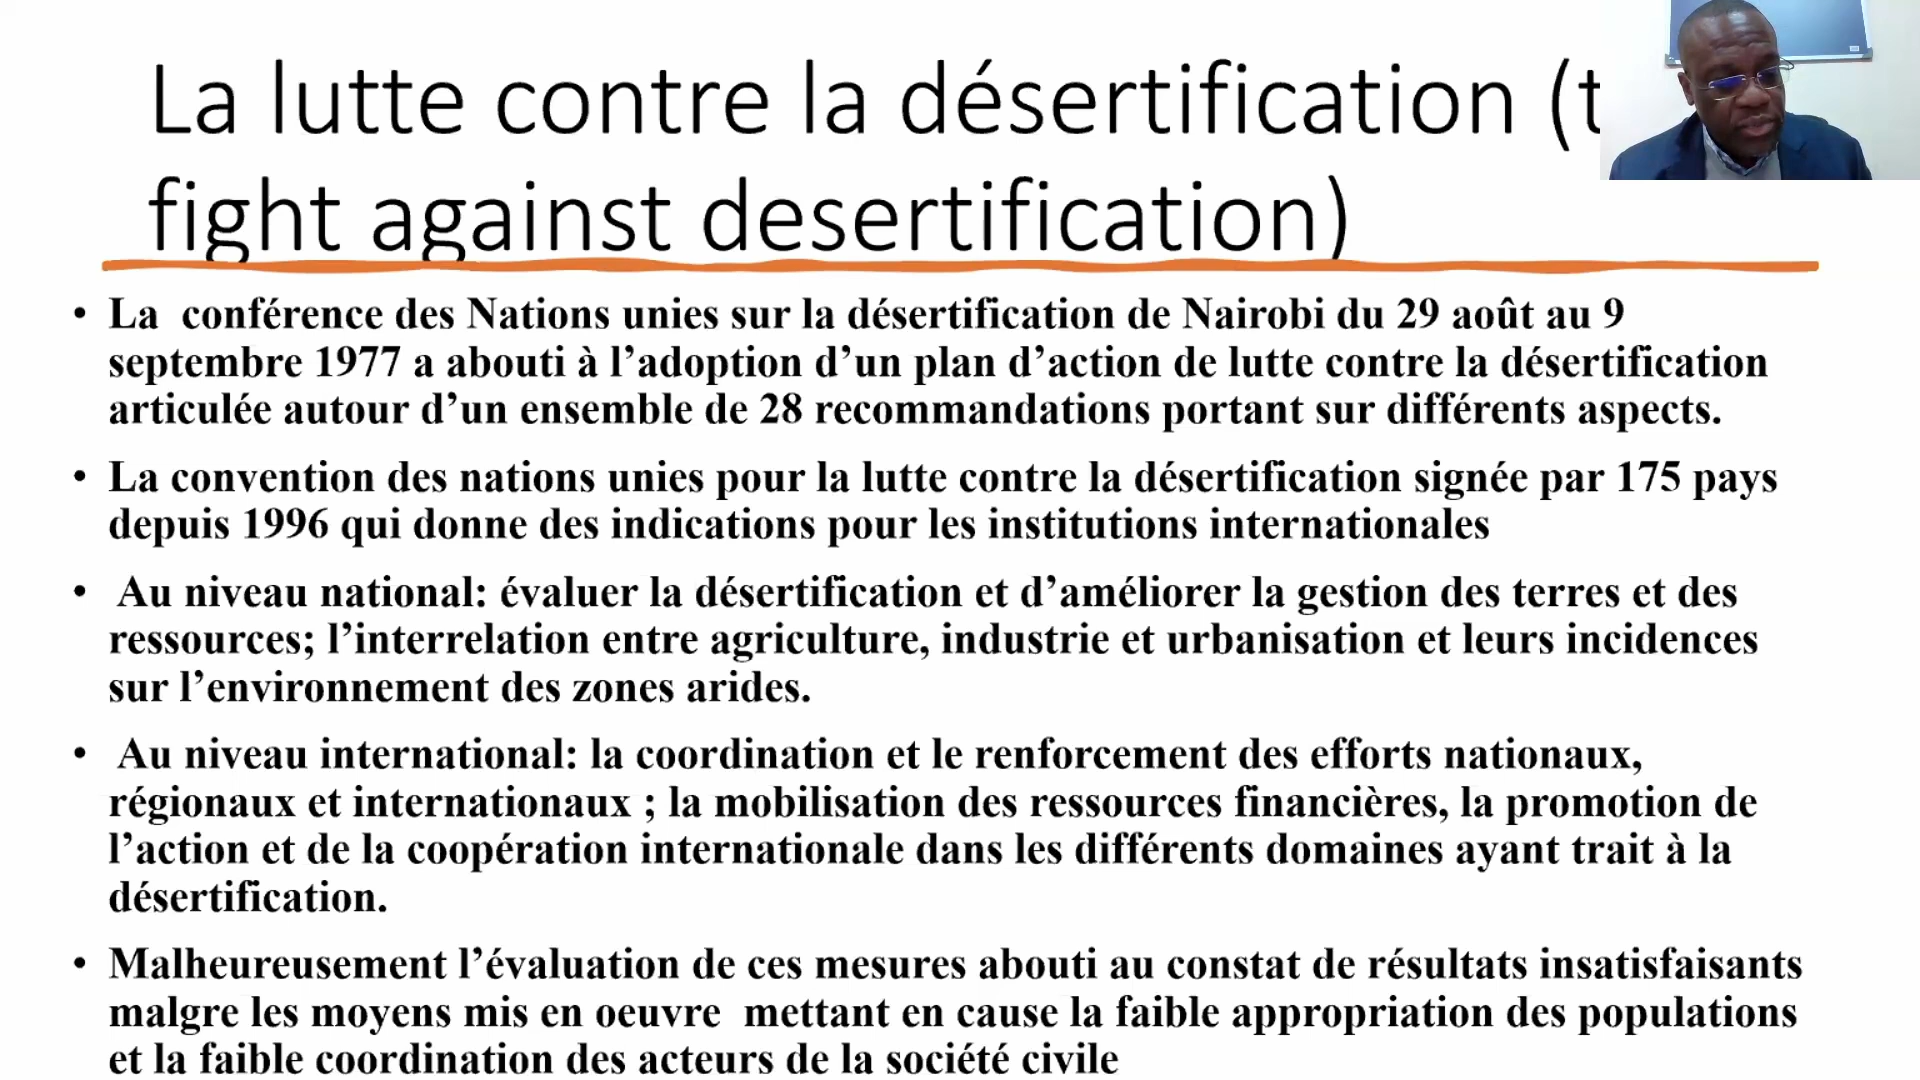 La lutte contre la désertification (t
fight against desertification)
• La conférence des Nations unies sur la désertification de Nairobi du 29 août au 9
septembre 1977 a abouti à l’adoption d’un plan d’action de lutte contre la désertification
articulée autour d’un ensemble de 28 recommandations portant sur différents aspects.
• La convention des nations unies pour la lutte contre la désertification signée par 175 pays
depuis 1996 qui donne des indications pour les institutions internationales
• Au niveau national: évaluer la désertification et d’améliorer la gestion des terres et des
ressources; l’interrelation entre agriculture, industrie et urbanisation et leurs incidences
sur l’environnement des zones arides.
• Au niveau international: la coordination et le renforcement des efforts nationaux,
régionaux et internationaux ; la mobilisation des ressources financières, la promotion de
l’action et de la coopération internationale dans les différents domaines ayant trait à la
désertification.
• Malheureusement l’évaluation de ces mesures abouti au constat de résultats insatisfaisants
malgre les moyens mis en oeuvre mettant en cause la faible appropriation des populations
et la faible coordination des acteurs de la société civile